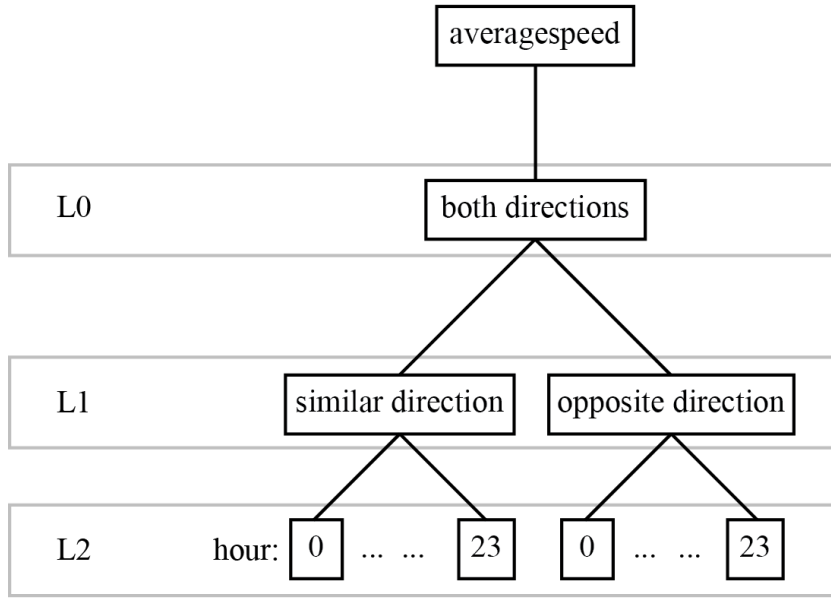 averagespeed
L0 both directions
L1 similar direction opposite direction
L2 hour: 0 ... ... 23 0 ... ... 23